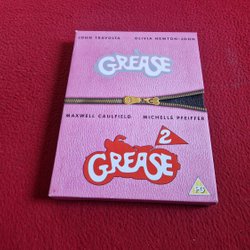 JOHN TRAVOLTA OLIVIA NEWTON-JOHN
GREASE
MAXWELL CAULFIELD MICHELLE PFEIFFER
2
GREASE
PG